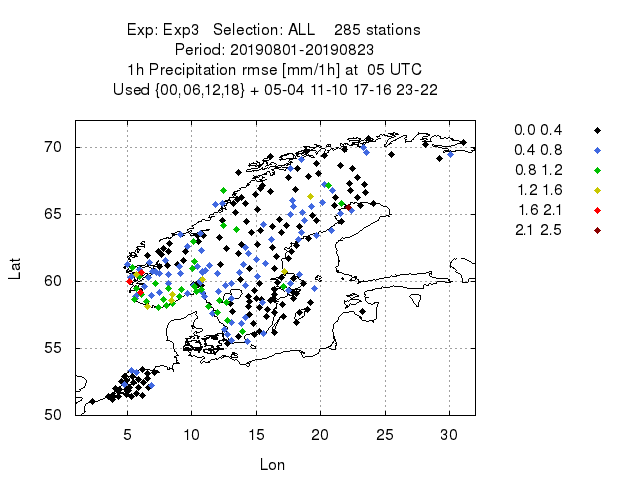 Exp: Exp3 Selection: ALL 285 stations
Period: 20190801-20190823
1h Precipitation rmse [mm/1h] at 05 UTC
Used {00,06,12,18} + 05-04 11-10 17-16 23-22
0.0 0.4
0.4 0.8
0.8 1.2
1.2 1.6
1.6 2.1
2.1 2.5
70
65
60
55
50
Lat
5 10 15 20 25 30
Lon